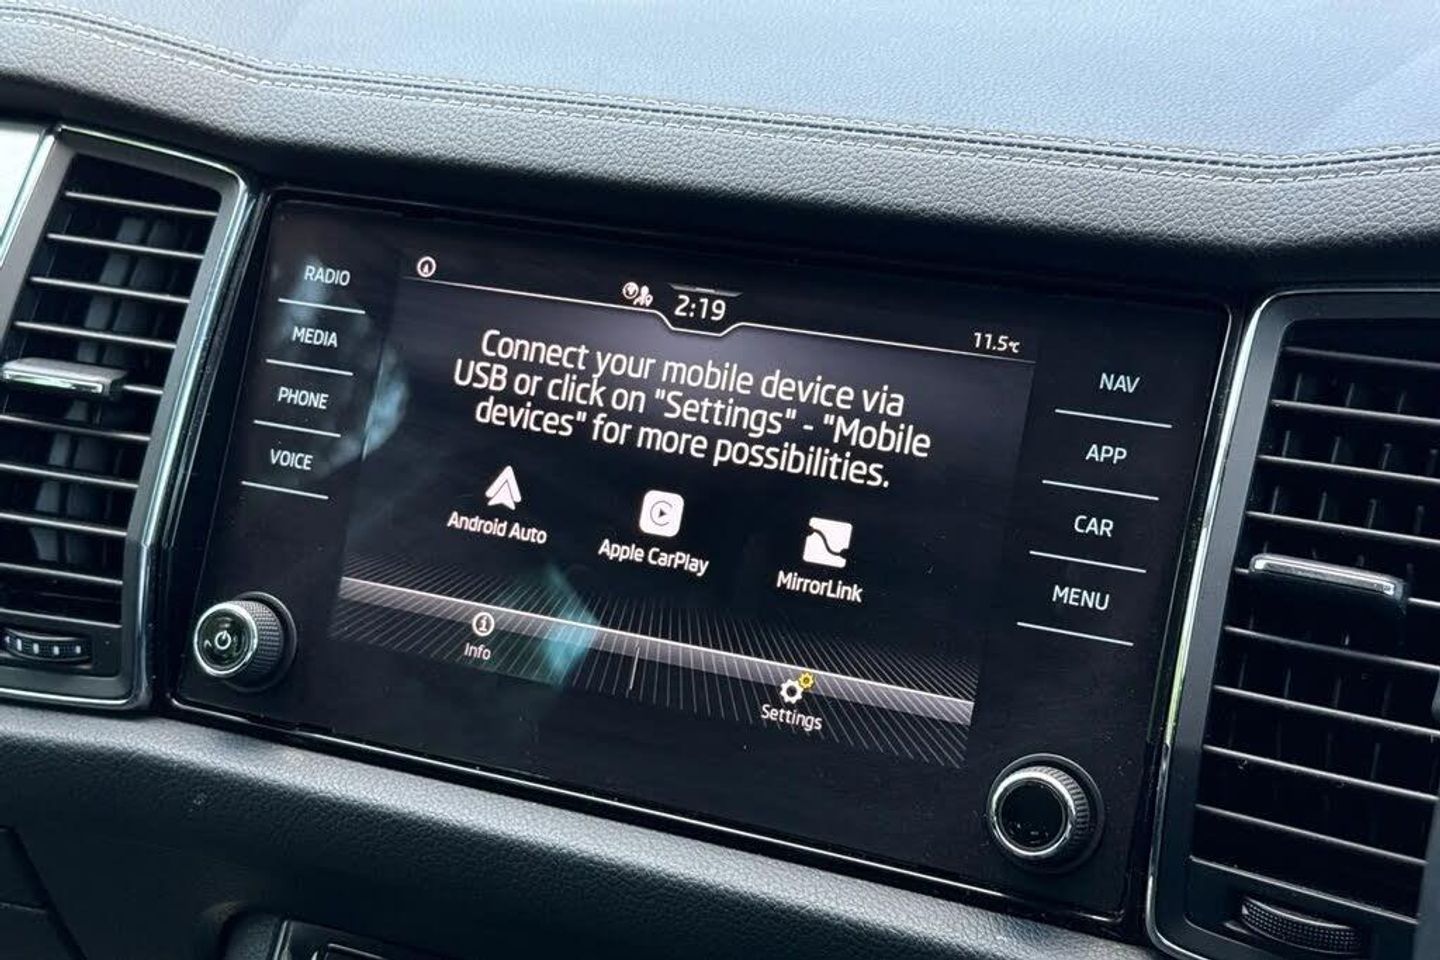 RADIO
MEDIA
PHONE
VOICE
2:19
11.5°C
Connect your mobile device via
USB or click on "Settings" - "Mobile
devices" for more possibilities.
Android Auto
Apple CarPlay
MirrorLink
Info
Settings
NAV
APP
CAR
MENU